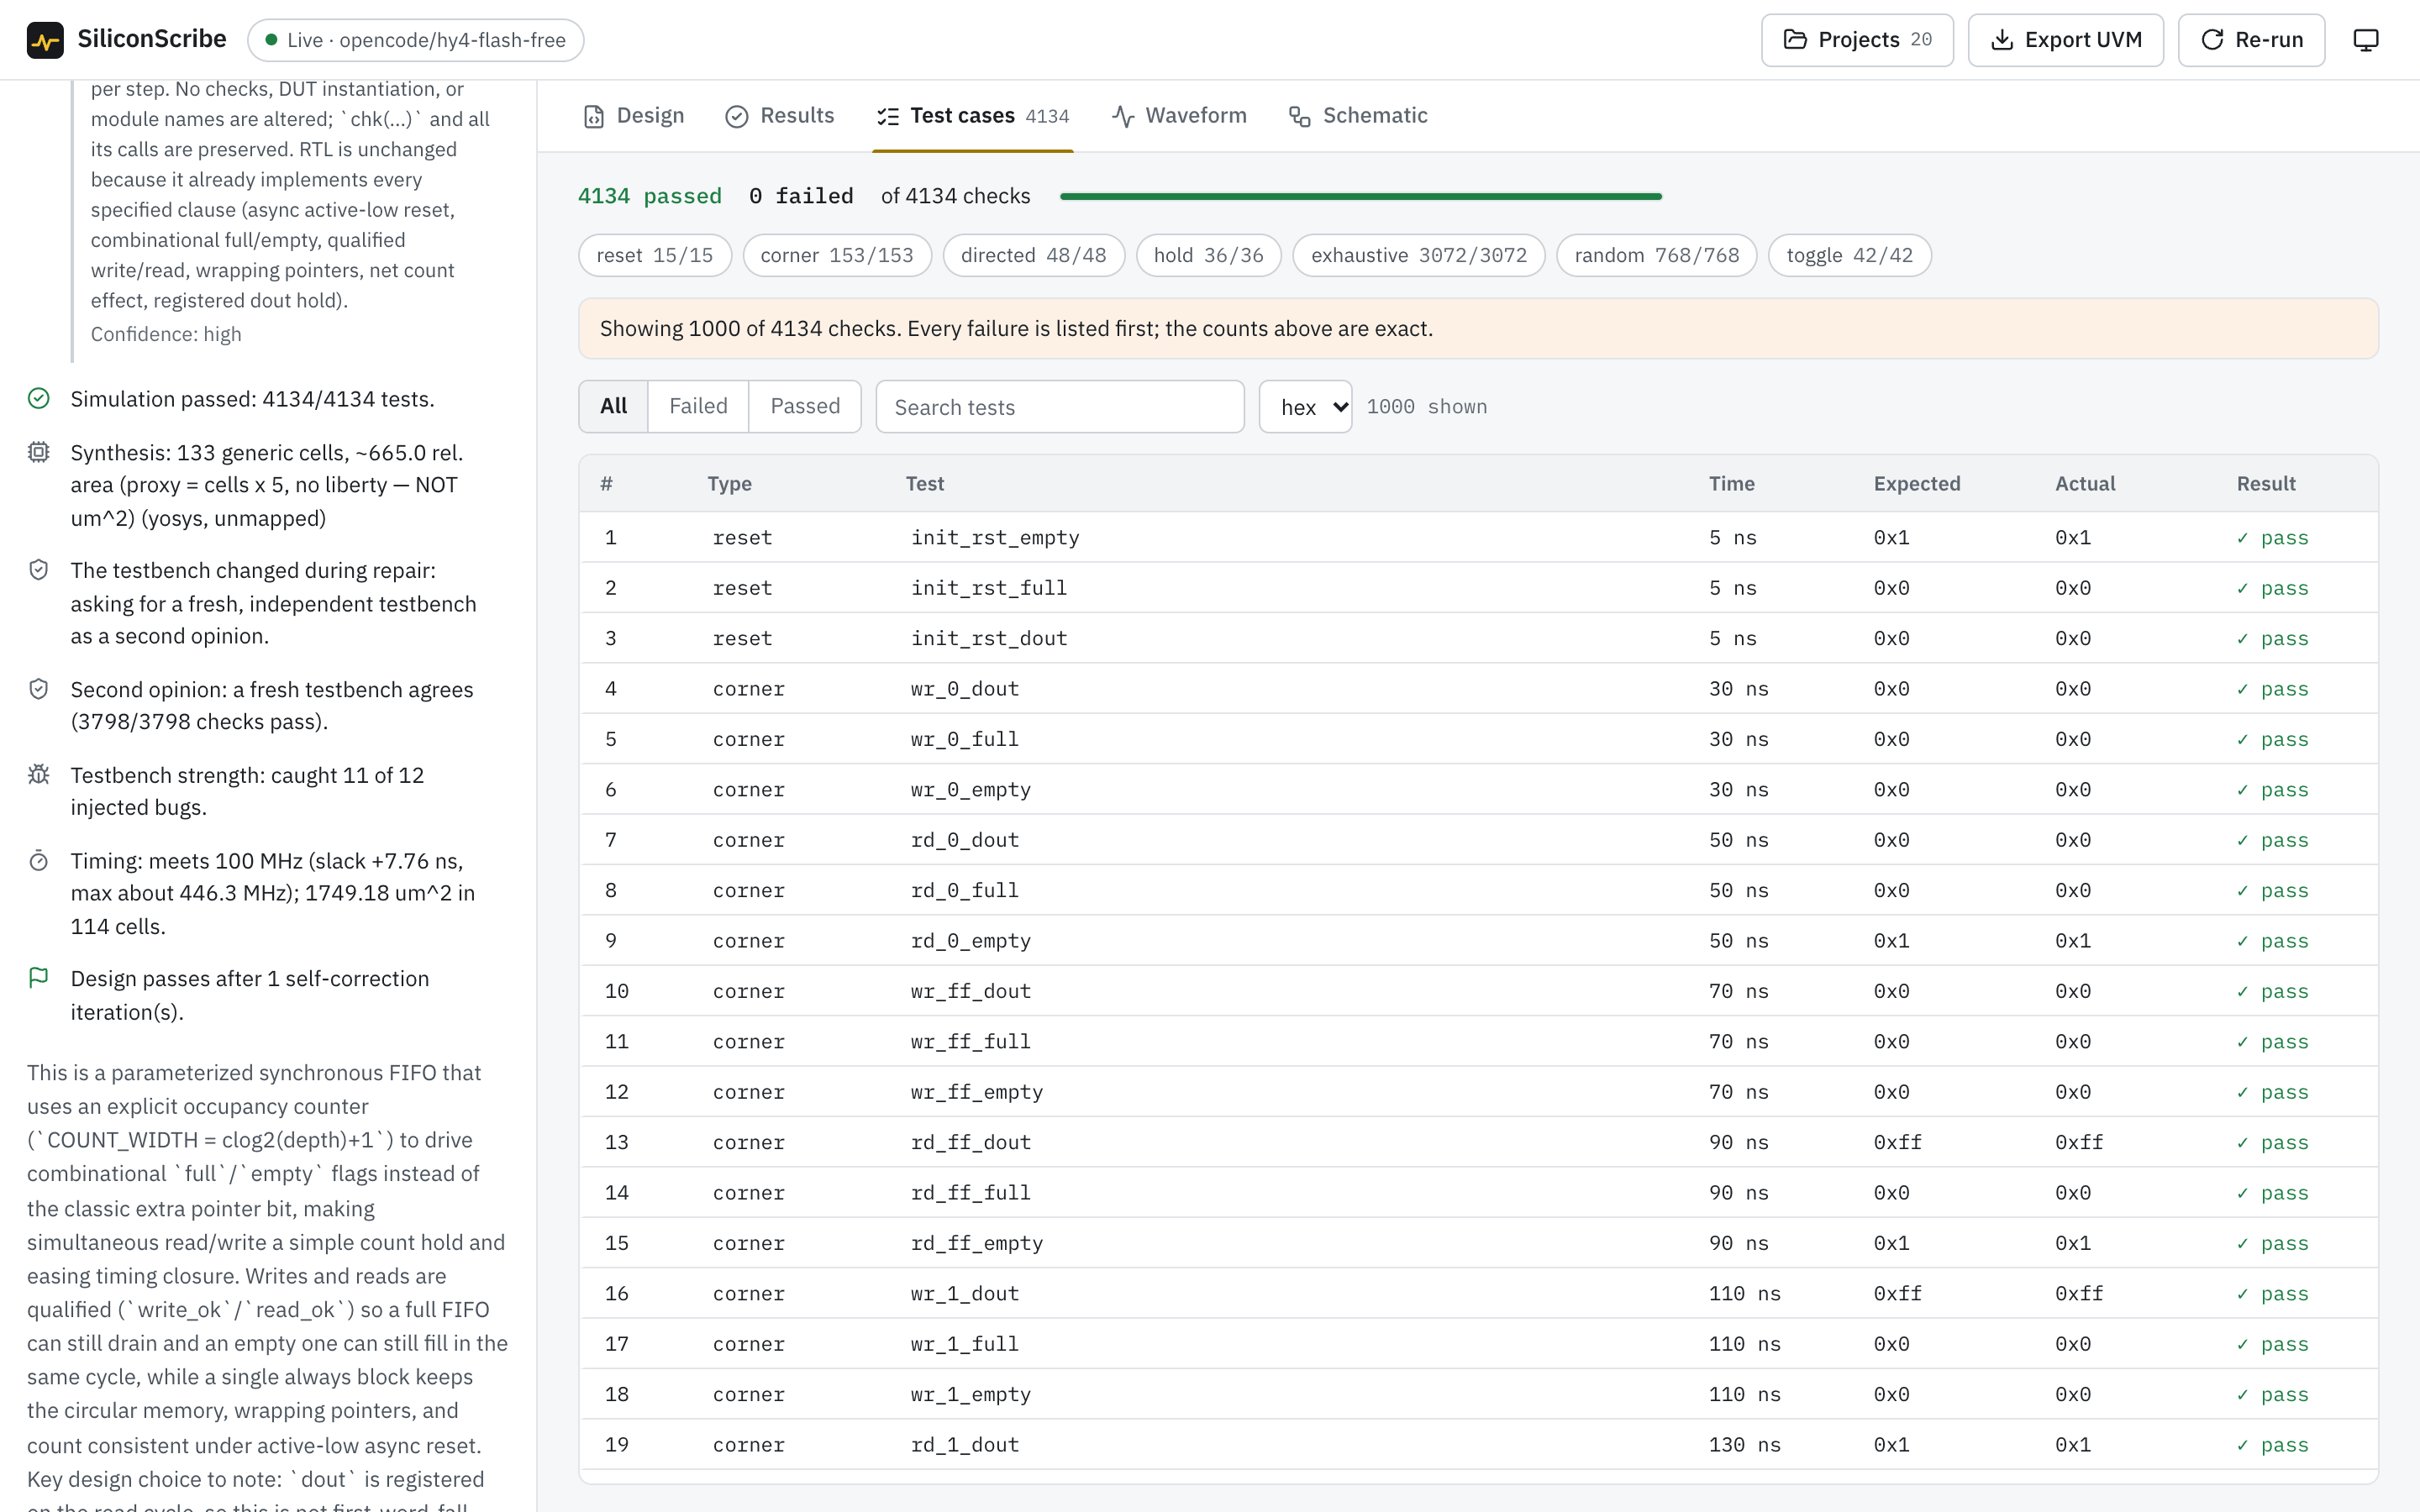 SiliconScribe
Live · opencode/hy4-flash-free
Projects 20
Export UVM
Re-run
per step. No checks, DUT instantiation, or
module names are altered; `chk(...)` and all
its calls are preserved. RTL is unchanged
because it already implements every
specified clause (async active-low reset,
combinational full/empty, qualified
write/read, wrapping pointers, net count
effect, registered dout hold).
Confidence: high
Simulation passed: 4134/4134 tests.
Synthesis: 133 generic cells, ~665.0 rel.
area (proxy = cells x 5, no liberty — NOT
um^2) (yosys, unmapped)
The testbench changed during repair:
asking for a fresh, independent testbench
as a second opinion.
Second opinion: a fresh testbench agrees
(3798/3798 checks pass).
Testbench strength: caught 11 of 12
injected bugs.
Timing: meets 100 MHz (slack +7.76 ns,
max about 446.3 MHz); 1749.18 um^2 in
114 cells.
Design passes after 1 self-correction
iteration(s).
This is a parameterized synchronous FIFO that
uses an explicit occupancy counter
(`COUNT_WIDTH = clog2(depth)+1`) to drive
combinational `full`/`empty` flags instead of
the classic extra pointer bit, making
simultaneous read/write a simple count hold and
easing timing closure. Writes and reads are
qualified (`write_ok`/`read_ok`) so a full FIFO
can still drain and an empty one can still fill in the
same cycle, while a single always block keeps
the circular memory, wrapping pointers, and
count consistent under active-low async reset.
Key design choice to note: `dout` is registered
on the read cycle, so this is not first-word-fall-
Design
Results
Test cases 4134
Waveform
Schematic
4134 passed 0 failed of 4134 checks
reset 15/15
corner 153/153
directed 48/48
hold 36/36
exhaustive 3072/3072
random 768/768
toggle 42/42
Showing 1000 of 4134 checks. Every failure is listed first; the counts above are exact.
All Failed Passed Search tests hex 1000 shown
# Type Test Time Expected Actual Result
1 reset init_rst_empty 5 ns 0x1 0x1 ✓ pass
2 reset init_rst_full 5 ns 0x0 0x0 ✓ pass
3 reset init_rst_dout 5 ns 0x0 0x0 ✓ pass
4 corner wr_0_dout 30 ns 0x0 0x0 ✓ pass
5 corner wr_0_full 30 ns 0x0 0x0 ✓ pass
6 corner wr_0_empty 30 ns 0x0 0x0 ✓ pass
7 corner rd_0_dout 50 ns 0x0 0x0 ✓ pass
8 corner rd_0_full 50 ns 0x0 0x0 ✓ pass
9 corner rd_0_empty 50 ns 0x1 0x1 ✓ pass
10 corner wr_ff_dout 70 ns 0x0 0x0 ✓ pass
11 corner wr_ff_full 70 ns 0x0 0x0 ✓ pass
12 corner wr_ff_empty 70 ns 0x0 0x0 ✓ pass
13 corner rd_ff_dout 90 ns 0xff 0xff ✓ pass
14 corner rd_ff_full 90 ns 0x0 0x0 ✓ pass
15 corner rd_ff_empty 90 ns 0x1 0x1 ✓ pass
16 corner wr_1_dout 110 ns 0xff 0xff ✓ pass
17 corner wr_1_full 110 ns 0x0 0x0 ✓ pass
18 corner wr_1_empty 110 ns 0x0 0x0 ✓ pass
19 corner rd_1_dout 130 ns 0x1 0x1 ✓ pass